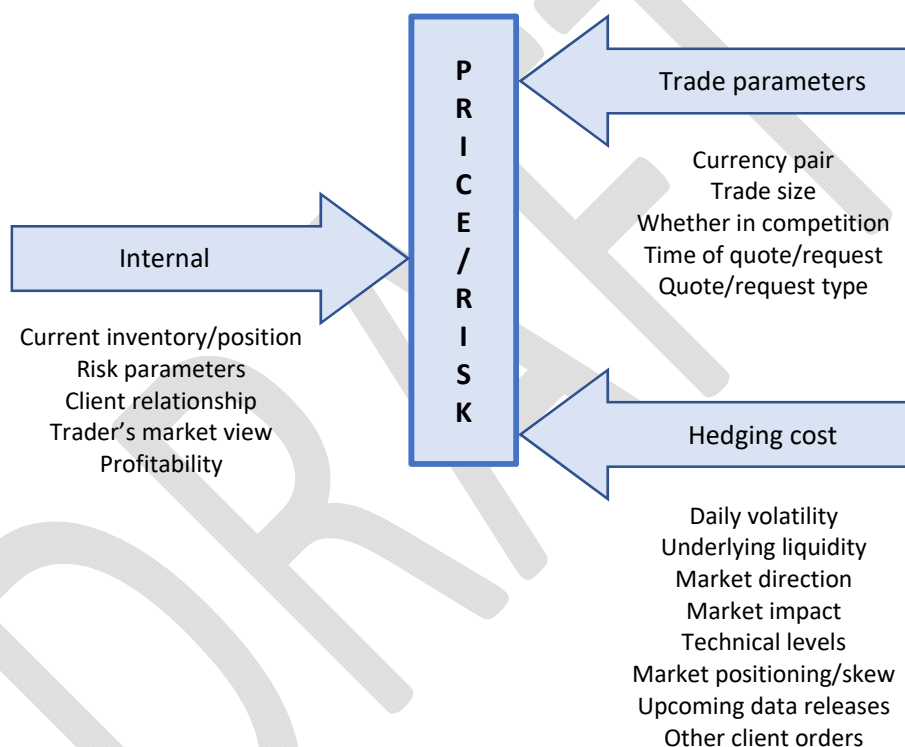 PRICE/RISK
Trade parameters
Currency pair
Trade size
Whether in competition
Time of quote/request
Quote/request type
Internal
Current inventory/position
Risk parameters
Client relationship
Trader's market view
Profitability
Hedging cost
Daily volatility
Underlying liquidity
Market direction
Market impact
Technical levels
Market positioning/skew
Upcoming data releases
Other client orders
DRAFT